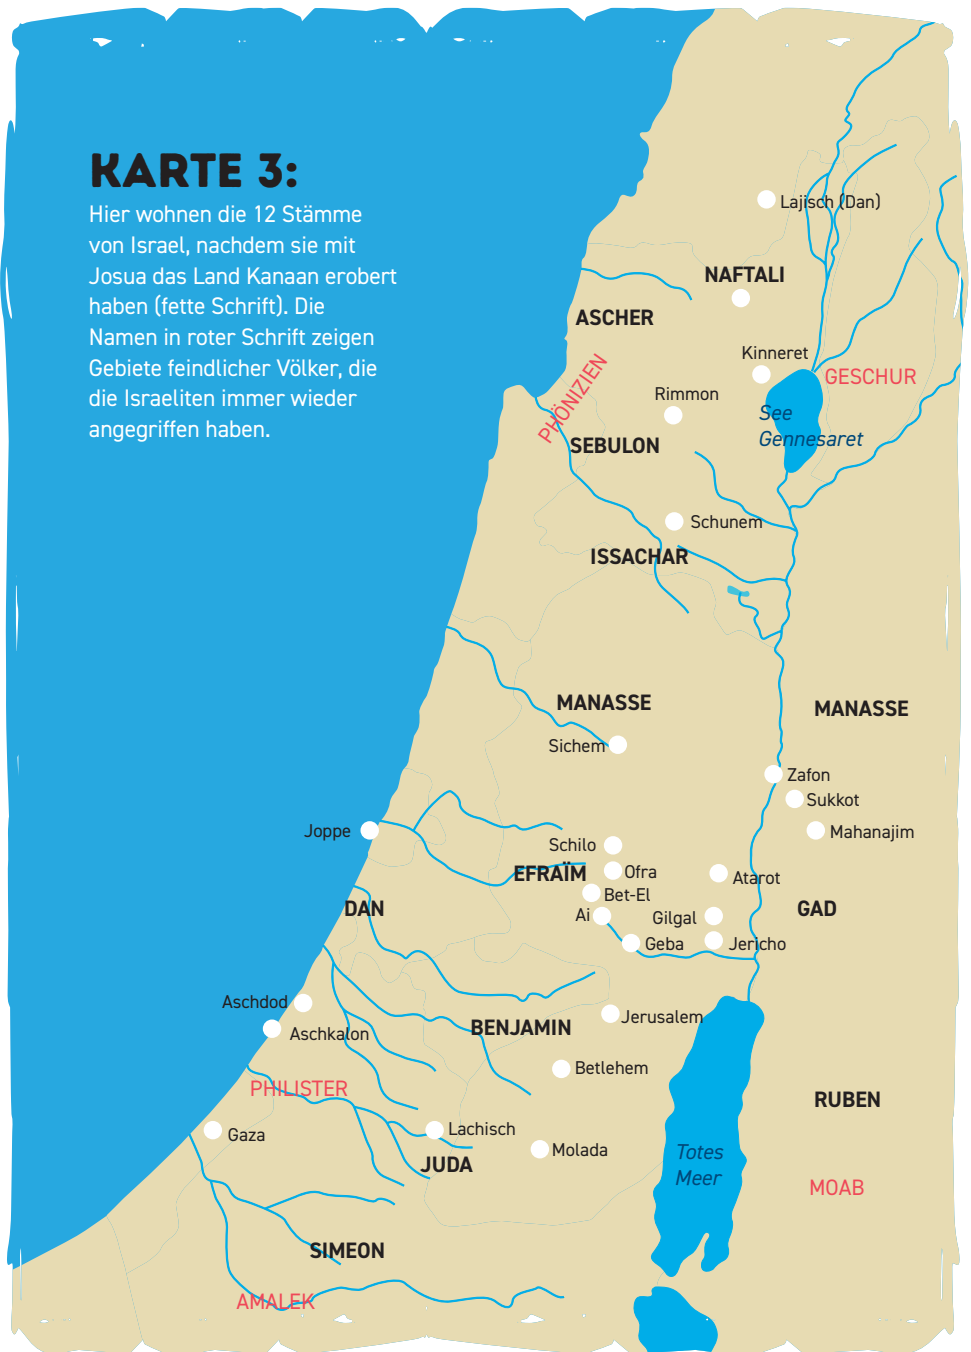 KARTE 3:
Hier wohnen die 12 Stämme
von Israel, nachdem sie mit
Josua das Land Kanaan erobert
haben (fette Schrift). Die
Namen in roter Schrift zeigen
Gebiete feindlicher Völker, die
die Israeliten immer wieder
angegriffen haben.
Lajisch (Dan)
NAFTALI
ASCHER
Kinneret
PHÖNIZIEN
GESCHUR
Rimmon
See
Gennesaret
SEBULON
Schunem
ISSACHAR
MANASSE
MANASSE
Sichem
Zafon
Sukkot
Joppe
Mahanajim
Schilo
EFRAÏM
Ofra
Atarot
Bet-El
DAN
Ai
Gilgal
GAD
Geba
Jericho
Aschdod
Jerusalem
Aschkalon
BENJAMIN
Betlehem
PHILISTER
RUBEN
Gaza
Lachisch
Molada
Totes
Meer
JUDA
MOAB
SIMEON
AMALEK